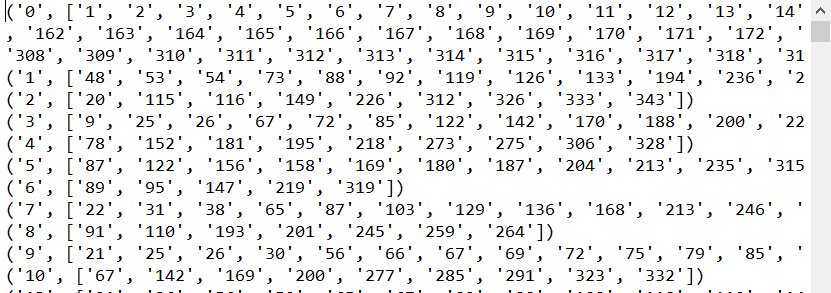 ('0', ['1', '2', '3', '4', '5', '6', '7', '8', '9', '10', '11', '12', '13', '14'
, '162', '163', '164', '165', '166', '167', '168', '169', '170', '171', '172', '
'308', '309', '310', '311', '312', '313', '314', '315', '316', '317', '318', '31
('1', ['48', '53', '54', '73', '88', '92', '119', '126', '133', '194', '236', '2
('2', ['20', '115', '116', '149', '226', '312', '326', '333', '343'])
('3', ['9', '25', '26', '67', '72', '85', '122', '142', '170', '188', '200', '22
('4', ['78', '152', '181', '195', '218', '273', '275', '306', '328'])
('5', ['87', '122', '156', '158', '169', '180', '187', '204', '213', '235', '315
('6', ['89', '95', '147', '219', '319'])
('7', ['22', '31', '38', '65', '87', '103', '129', '136', '168', '213', '246', '
('8', ['91', '110', '193', '201', '245', '259', '264'])
('9', ['21', '25', '26', '30', '56', '66', '67', '69', '72', '75', '79', '85', '
('10', ['67', '142', '169', '200', '277', '285', '291', '323', '332'])